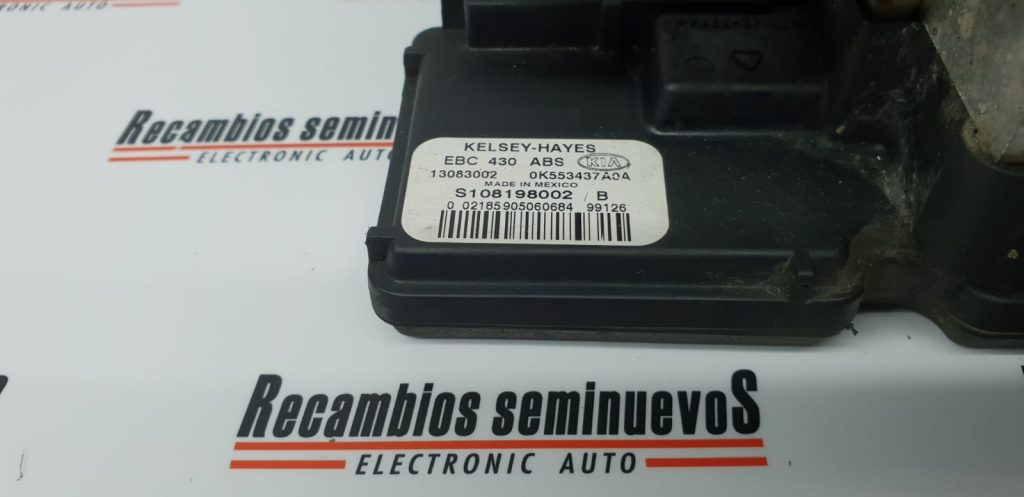 Recambios semin
ELECTRONIC AUTO
KELSEY-HAYES
EBC 430 ABS KIA
13083002 0K553437A0A
MADE IN MEXICO
S108198002 / B
0 02185905060684 99126
Recambios seminuevoS
ELECTRONIC AUTO